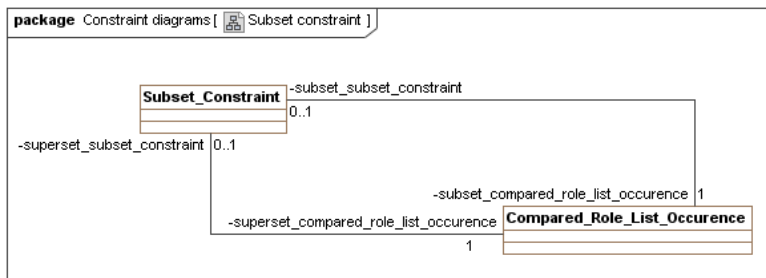 package Constraint diagrams [ Subset constraint ]
Subset_Constraint
-subset_subset_constraint
0..1
-superset_subset_constraint
0..1
-subset_compared_role_list_occurence
1
-superset_compared_role_list_occurence
Compared_Role_List_Occurence
1